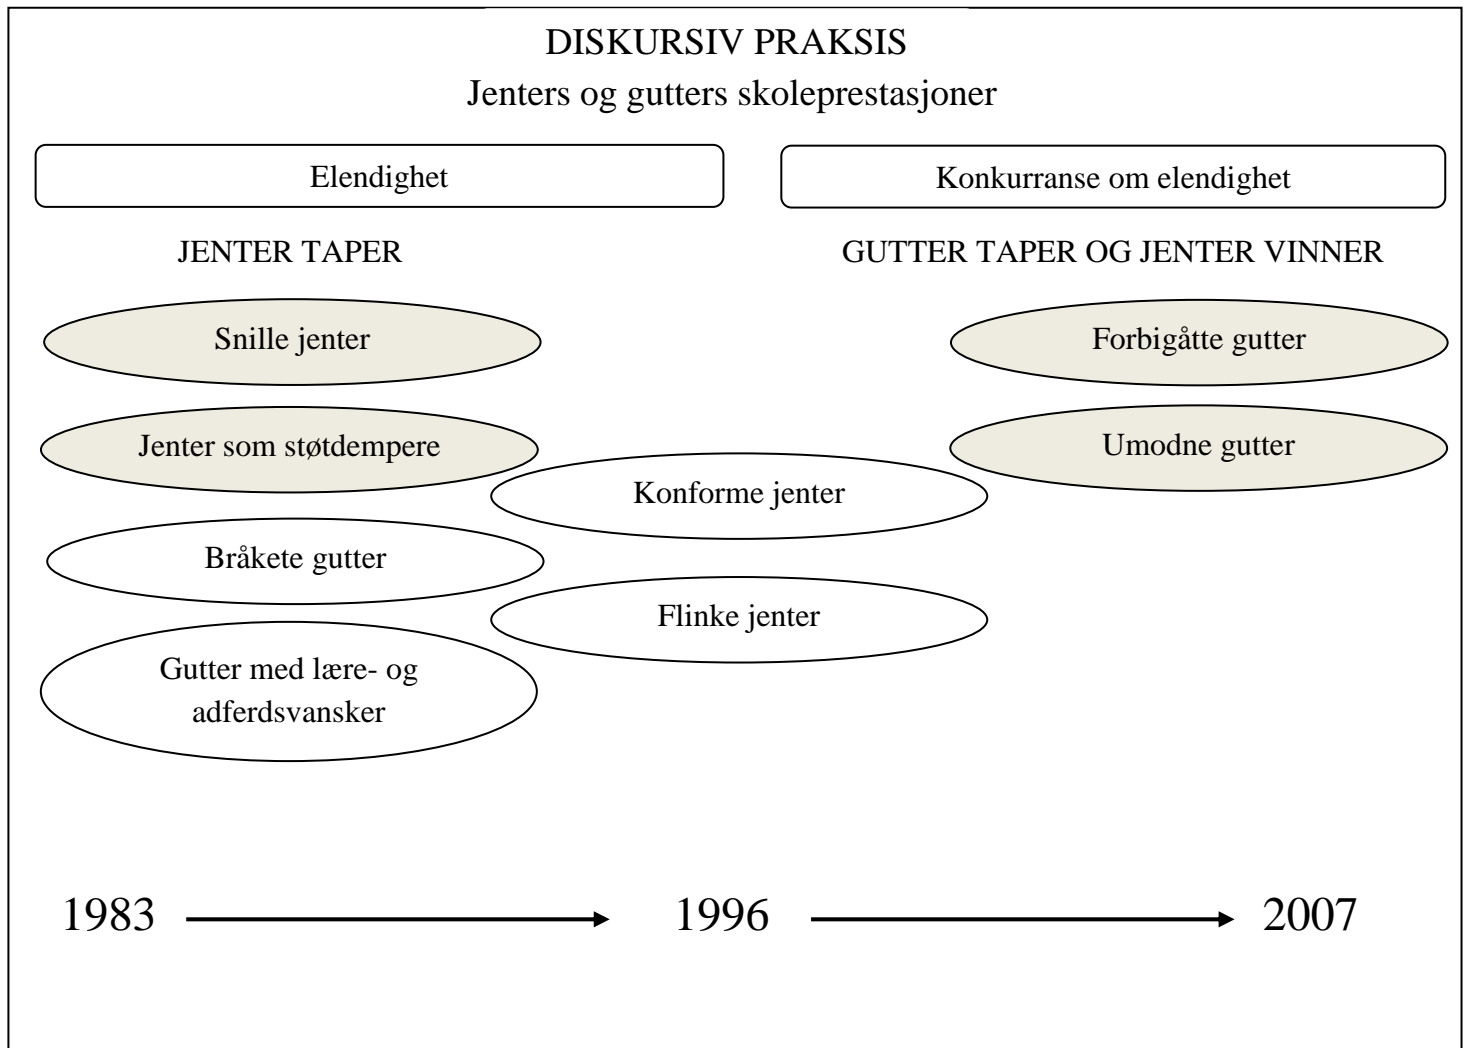 DISKURSIV PRAKSIS
Jenters og gutters skoleprestasjoner
Elendighet
Konkurranse om elendighet
JENTER TAPER
GUTTER TAPER OG JENTER VINNER
Snille jenter
Forbigåtte gutter
Jenter som støtdempere
Umodne gutter
Konforme jenter
Bråkete gutter
Flinke jenter
Gutter med lære- og
adferdsvansker
1983
1996
2007